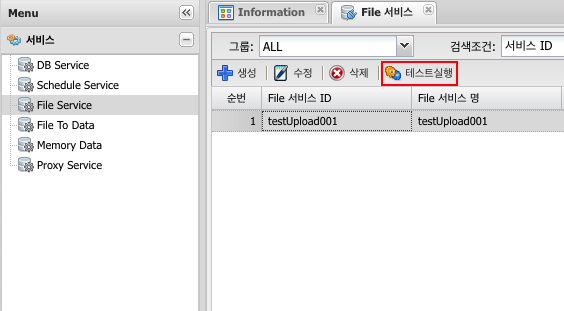 Menu
서비스
DB Service
Schedule Service
File Service
File To Data
Memory Data
Proxy Service
Information
File 서비스
그룹: ALL 검색조건: 서비스 ID
생성 수정 삭제 테스트실행
순번 File 서비스 ID File 서비스 명
1 testUpload001 testUpload001